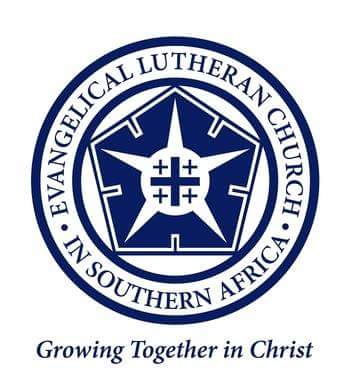 • EVANGELICAL LUTHERAN CHURCH •
IN SOUTHERN AFRICA
Growing Together in Christ